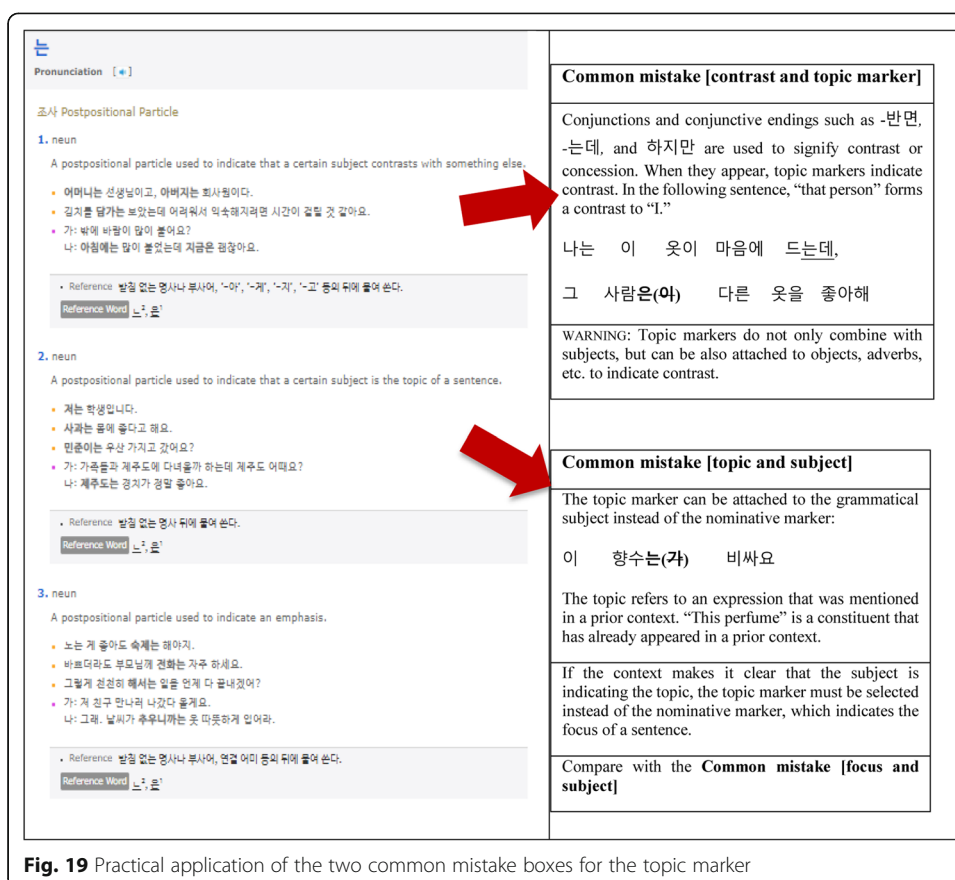 는
Pronunciation [ ]
조사 Postpositional Particle
1. neun
A postpositional particle used to indicate that a certain subject contrasts with something else.
어머니는 선생님이고, 아버지는 회사원이다.
김치를 담가는 보았는데 어려워서 익숙해지려면 시간이 걸릴 것 같아요.
가: 밖에 바람이 많이 불어요?
나: 아침에는 많이 불었는데 지금은 괜찮아요.
• Reference 받침 없는 명사나 부사어, '-아', '-게', '-지', '-고' 등의 뒤에 붙여 쓴다.
Reference Word ㄴ², 은¹
2. neun
A postpositional particle used to indicate that a certain subject is the topic of a sentence.
저는 학생입니다.
사과는 몸에 좋다고 해요.
민준이는 우산 가지고 갔어요?
가: 가족들과 제주도에 다녀올까 하는데 제주도 어때요?
나: 제주도는 경치가 정말 좋아요.
• Reference 받침 없는 명사 뒤에 붙여 쓴다.
Reference Word ㄴ², 은¹
3. neun
A postpositional particle used to indicate an emphasis.
노는 게 좋아도 숙제는 해야지.
바쁘더라도 부모님께 전화는 자주 하세요.
그렇게 천천히 해서는 일을 언제 다 끝내겠어?
가: 저 친구 만나러 나갔다 올게요.
나: 그래. 날씨가 추우니까는 옷 따뜻하게 입어라.
• Reference 받침 없는 명사나 부사어, 연결 어미 등의 뒤에 붙여 쓴다.
Reference Word ㄴ², 은¹
Common mistake [contrast and topic marker]
Conjunctions and conjunctive endings such as -반면,
-는데, and 하지만 are used to signify contrast or
concession. When they appear, topic markers indicate
contrast. In the following sentence, “that person” forms
a contrast to “I.”
나는 이 옷이 마음에 드는데,
그 사람은(이) 다른 옷을 좋아해
WARNING: Topic markers do not only combine with
subjects, but can be also attached to objects, adverbs,
etc. to indicate contrast.
Common mistake [topic and subject]
The topic marker can be attached to the grammatical
subject instead of the nominative marker:
이 향수는(가) 비싸요
The topic refers to an expression that was mentioned
in a prior context. “This perfume” is a constituent that
has already appeared in a prior context.
If the context makes it clear that the subject is
indicating the topic, the topic marker must be selected
instead of the nominative marker, which indicates the
focus of a sentence.
Compare with the Common mistake [focus and
subject]
Fig. 19 Practical application of the two common mistake boxes for the topic marker